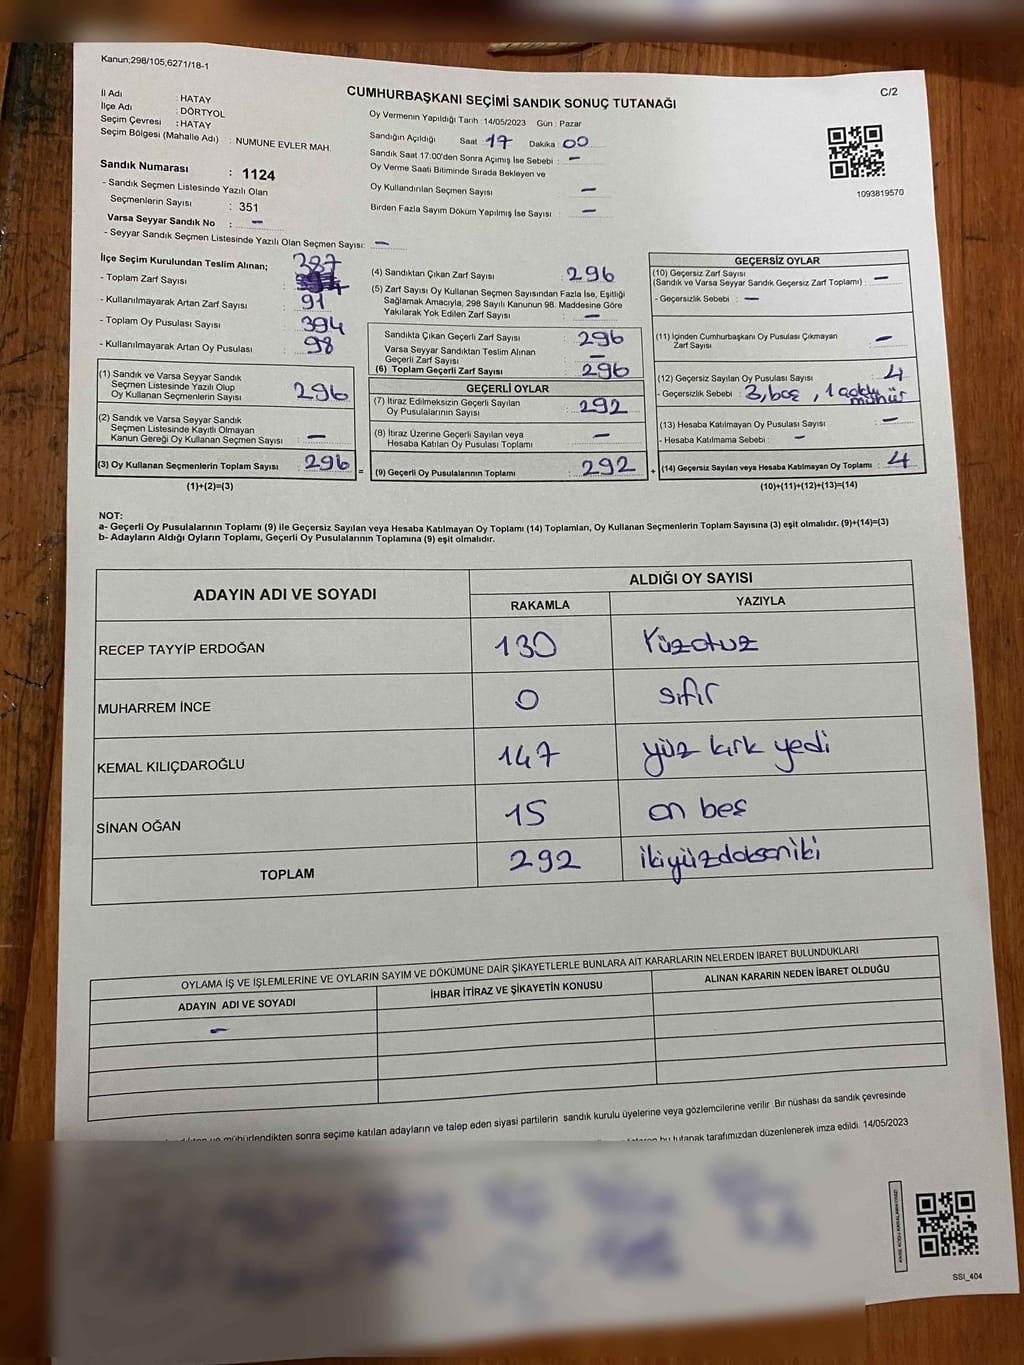 Kanun;298/105,6271/18-1
C/2
CUMHURBAŞKANI SEÇİMİ SANDIK SONUÇ TUTANAĞI
İl Adı : HATAY
İlçe Adı : DÖRTYOL
Seçim Çevresi : HATAY
Seçim Bölgesi (Mahalle Adı) : NUMUNE EVLER MAH.
Oy Vermenin Yapıldığı Tarih : 14/05/2023 Gün : Pazar
Sandığın Açıldığı Saat 17 Dakika 00
Sandık Saat 17:00'den Sonra Açımış İse Sebebi : -
Oy Verme Saati Bitiminde Sırada Bekleyen ve
Oy Kullandırılan Seçmen Sayısı -
Birden Fazla Sayım Döküm Yapılmış İse Sayısı : -
1093819570
Sandık Numarası : 1124
- Sandık Seçmen Listesinde Yazılı Olan
Seçmenlerin Sayısı : 351
Varsa Seyyar Sandık No : -
- Seyyar Sandık Seçmen Listesinde Yazılı Olan Seçmen Sayısı: -
İlçe Seçim Kurulundan Teslim Alınan;
387
- Toplam Zarf Sayısı :
- Kullanılmayarak Artan Zarf Sayısı : 91
- Toplam Oy Pusulası Sayısı : 394
- Kullanılmayarak Artan Oy Pusulası : 98
(1) Sandık ve Varsa Seyyar Sandık
Seçmen Listesinde Yazılı Olup
Oy Kullanan Seçmenlerin Sayısı : 296
(2) Sandık ve Varsa Seyyar Sandık
Seçmen Listesinde Kayıtlı Olmayan
Kanun Gereği Oy Kullanan Seçmen Sayısı : -
(3) Oy Kullanan Seçmenlerin Toplam Sayısı : 296
(1)+(2)=(3)
(4) Sandıktan Çıkan Zarf Sayısı : 296
(5) Zarf Sayısı Oy Kullanan Seçmen Sayısından Fazla İse, Eşitliği
Sağlamak Amacıyla, 298 Sayılı Kanunun 98. Maddesine Göre
Yakılarak Yok Edilen Zarf Sayısı : -
Sandıkta Çıkan Geçerli Zarf Sayısı : 296
Varsa Seyyar Sandıktan Teslim Alınan
Geçerli Zarf Sayısı : -
(6) Toplam Geçerli Zarf Sayısı : 296
GEÇERLİ OYLAR
(7) İtiraz Edilmeksizin Geçerli Sayılan
Oy Pusulalarının Sayısı : 292
(8) İtiraz Üzerine Geçerli Sayılan veya
Hesaba Katılan Oy Pusulası Toplamı : -
= (9) Geçerli Oy Pusulalarının Toplamı : 292
GEÇERSİZ OYLAR
(10) Geçersiz Zarf Sayısı
(Sandık ve Varsa Seyyar Sandık Geçersiz Zarf Toplamı) : -
- Geçersizlik Sebebi : -
(11) İçinden Cumhurbaşkanı Oy Pusulası Çıkmayan
Zarf Sayısı : -
(12) Geçersiz Sayılan Oy Pusulası Sayısı : 4
- Geçersizlik Sebebi : 3, boş , 1 çoklu
mühür
(13) Hesaba Katılmayan Oy Pusulası Sayısı : -
- Hesaba Katılmama Sebebi : -
+ (14) Geçersiz Sayılan veya Hesaba Katılmayan Oy Toplamı : 4
(10)+(11)+(12)+(13)=(14)
NOT:
a- Geçerli Oy Pusulalarının Toplamı (9) ile Geçersiz Sayılan veya Hesaba Katılmayan Oy Toplamı (14) Toplamları, Oy Kullanan Seçmenlerin Toplam Sayısına (3) eşit olmalıdır. (9)+(14)=(3)
b- Adayların Aldığı Oyların Toplamı, Geçerli Oy Pusulalarının Toplamına (9) eşit olmalıdır.
ADAYIN ADI VE SOYADI
ALDIĞI OY SAYISI
RAKAMLA YAZIYLA
RECEP TAYYİP ERDOĞAN 130 Yüzotuz
MUHARREM İNCE 0 sıfır
KEMAL KILIÇDAROĞLU 147 yüz kırk yedi
SİNAN OĞAN 15 on beş
TOPLAM 292 ikiyüzdoksaniki
OYLAMA İŞ VE İŞLEMLERİNE VE OYLARIN SAYIM VE DÖKÜMÜNE DAİR ŞİKAYETLERLE BUNLARA AİT KARARLARIN NELERDEN İBARET BULUNDUKLARI
ADAYIN ADI VE SOYADI İHBAR İTİRAZ VE ŞİKAYETİN KONUSU ALINAN KARARIN NEDEN İBARET OLDUĞU
-
mühürlendikten sonra seçime katılan adayların ve talep eden siyasi partilerin sandık kurulu üyelerine veya gözlemcilerine verilir .Bir nüshası da sandık çevresinde
bu tutanak tarafımızdan düzenlenerek imza edildi. 14/05/2023
SSI_404